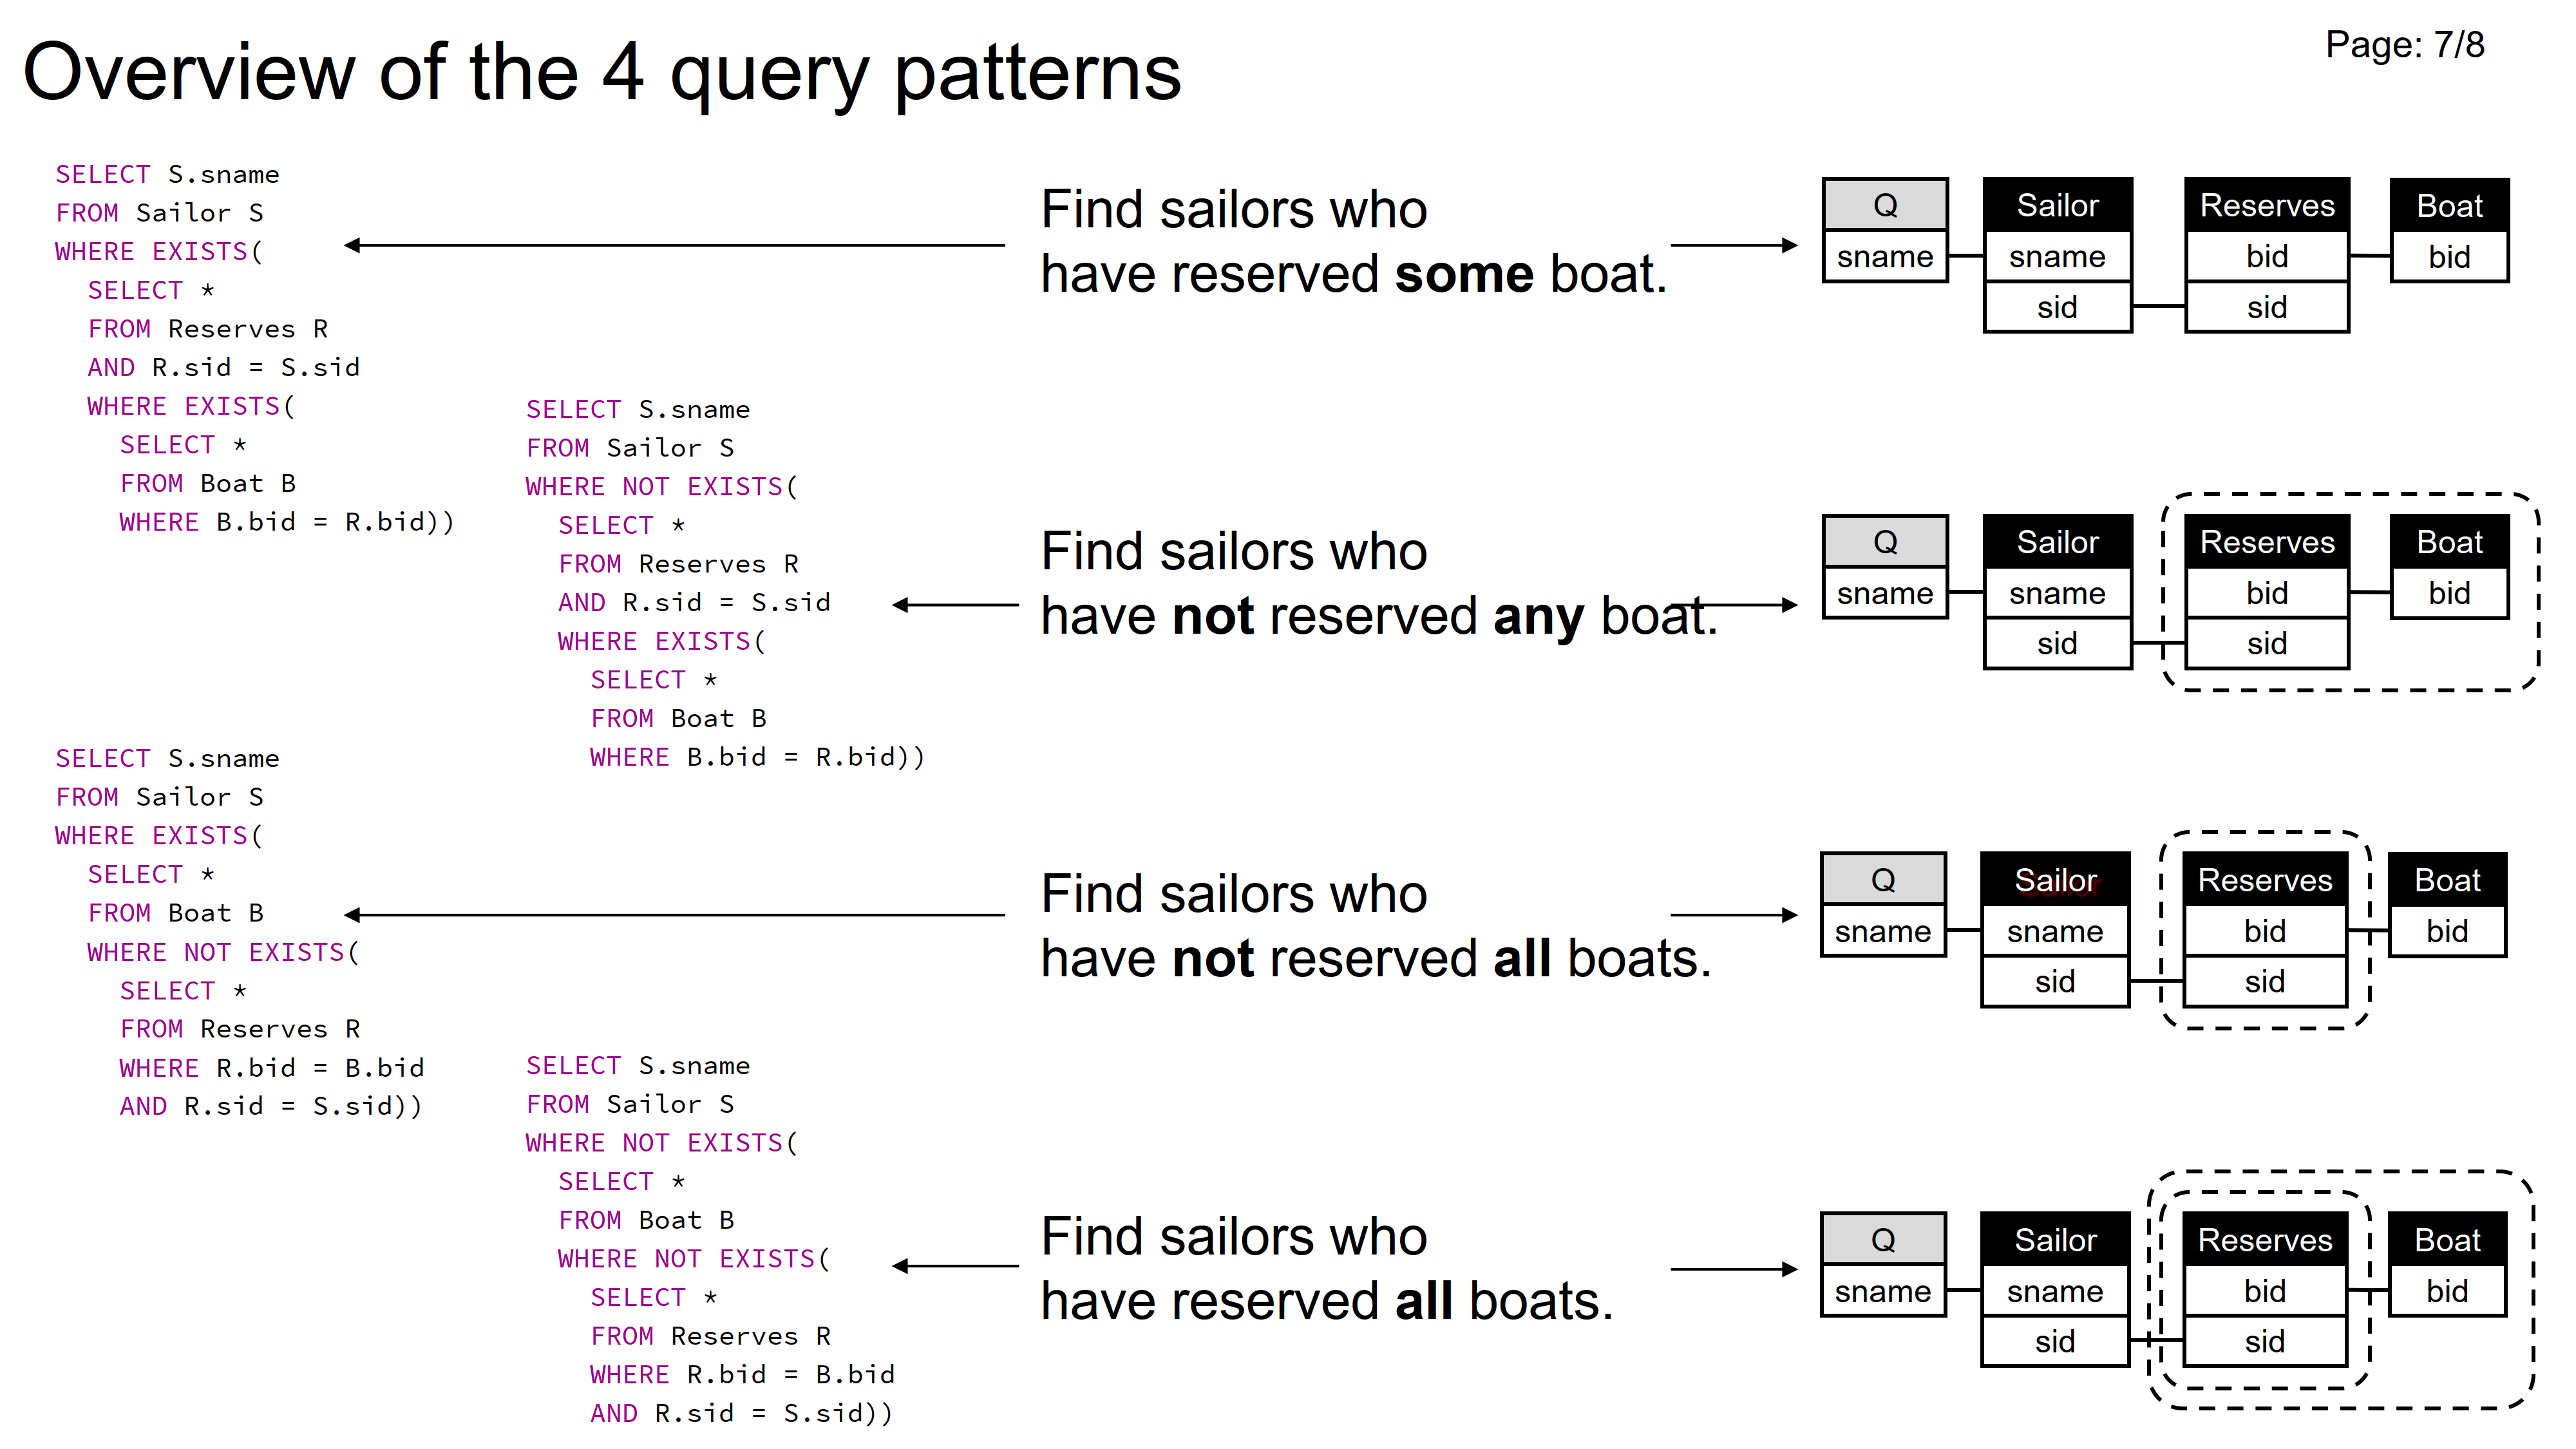 Overview of the 4 query patterns
Page: 7/8
SELECT S.sname
FROM Sailor S
WHERE EXISTS(
SELECT *
FROM Reserves R
AND R.sid = S.sid
WHERE EXISTS(
SELECT *
FROM Boat B
WHERE B.bid = R.bid))
Find sailors who
have reserved some boat.
Q
sname
Sailor
sname
sid
Reserves
bid
sid
Boat
bid
SELECT S.sname
FROM Sailor S
WHERE NOT EXISTS(
SELECT *
FROM Reserves R
AND R.sid = S.sid
WHERE EXISTS(
SELECT *
FROM Boat B
WHERE B.bid = R.bid))
Find sailors who
have not reserved any boat.
Q
sname
Sailor
sname
sid
Reserves
bid
sid
Boat
bid
SELECT S.sname
FROM Sailor S
WHERE EXISTS(
SELECT *
FROM Boat B
WHERE NOT EXISTS(
SELECT *
FROM Reserves R
WHERE R.bid = B.bid
AND R.sid = S.sid))
Find sailors who
have not reserved all boats.
Q
sname
Sailor
sname
sid
Reserves
bid
sid
Boat
bid
SELECT S.sname
FROM Sailor S
WHERE NOT EXISTS(
SELECT *
FROM Boat B
WHERE NOT EXISTS(
SELECT *
FROM Reserves R
WHERE R.bid = B.bid
AND R.sid = S.sid))
Find sailors who
have reserved all boats.
Q
sname
Sailor
sname
sid
Reserves
bid
sid
Boat
bid